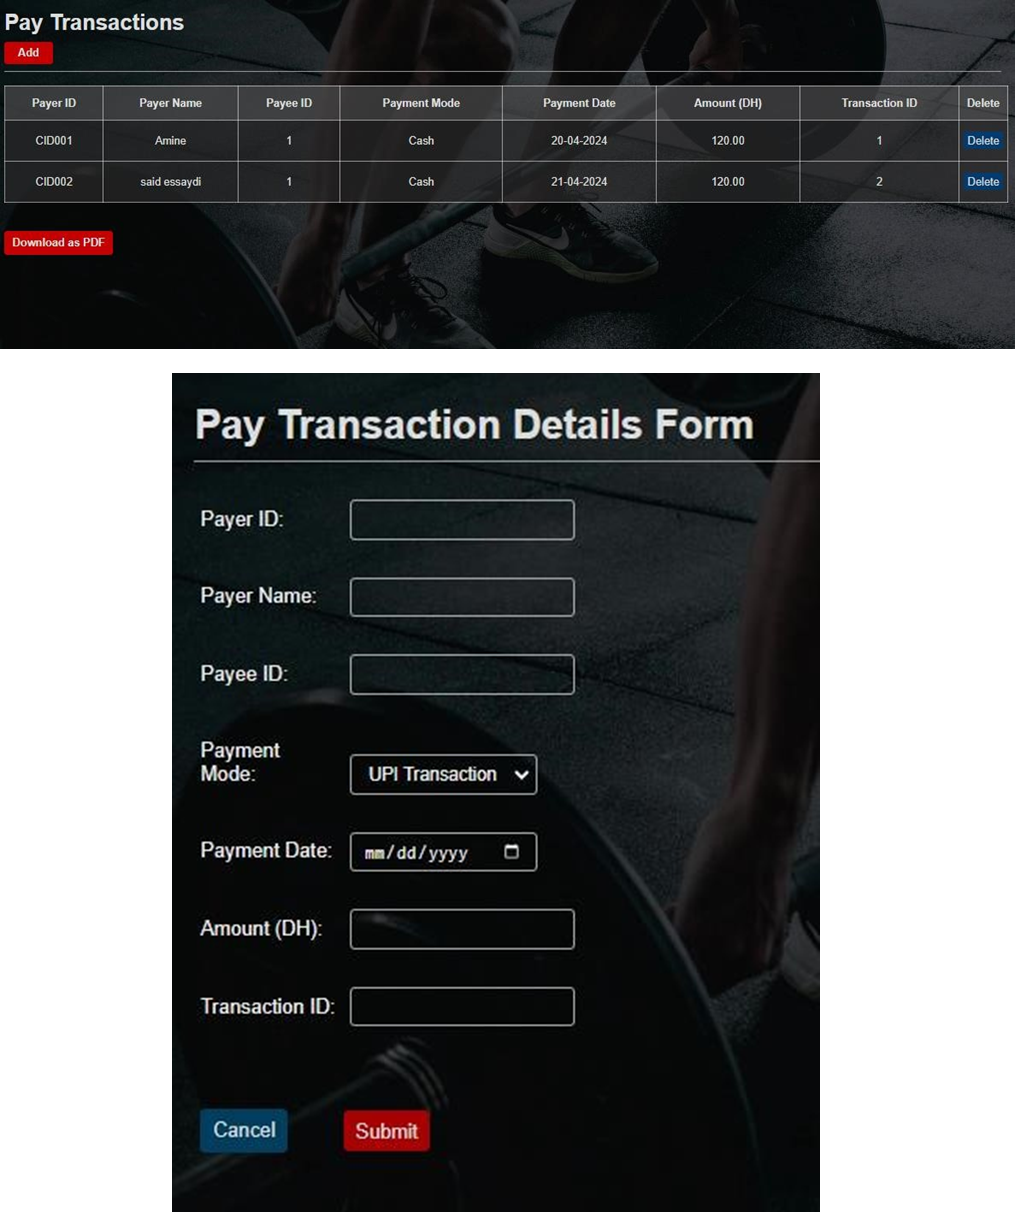 Pay Transactions
Add
Payer ID Payer Name Payee ID Payment Mode Payment Date Amount (DH) Transaction ID Delete
CID001 Amine 1 Cash 20-04-2024 120.00 1 Delete
CID002 said essaydi 1 Cash 21-04-2024 120.00 2 Delete
Download as PDF
Pay Transaction Details Form
Payer ID:
Payer Name:
Payee ID:
Payment
Mode:
UPI Transaction
Payment Date: mm/dd/yyyy
Amount (DH):
Transaction ID:
Cancel Submit